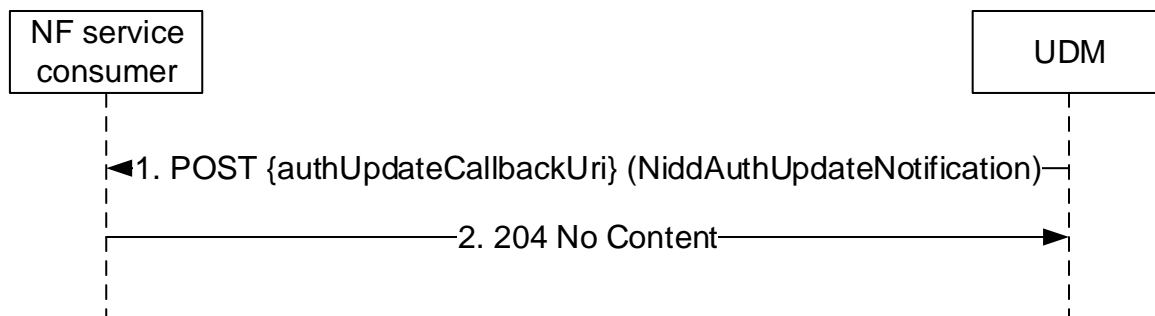 NF service
consumer
UDM
1. POST {authUpdateCallbackUri} (NiddAuthUpdateNotification)
2. 204 No Content